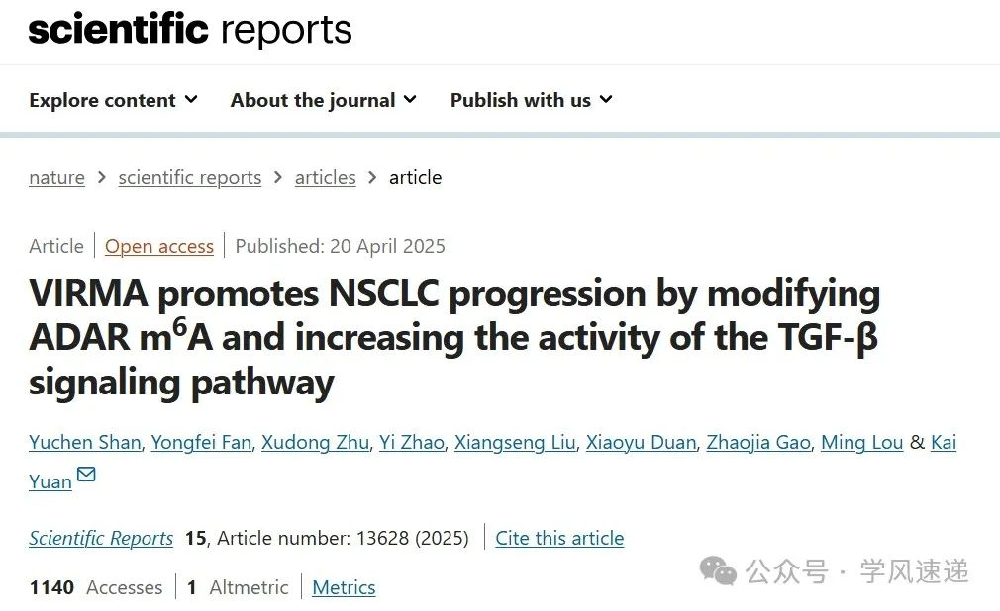 scientific reports
Explore content About the journal Publish with us
nature > scientific reports > articles > article
Article | Open access | Published: 20 April 2025
VIRMA promotes NSCLC progression by modifying
ADAR m⁶A and increasing the activity of the TGF-β
signaling pathway
Yuchen Shan, Yongfei Fan, Xudong Zhu, Yi Zhao, Xiangseng Liu, Xiaoyu Duan, Zhaojia Gao, Ming Lou & Kai
Yuan
Scientific Reports 15, Article number: 13628 (2025) | Cite this article
1140 Accesses | 1 Altmetric | Metrics
公众号 · 学风速递